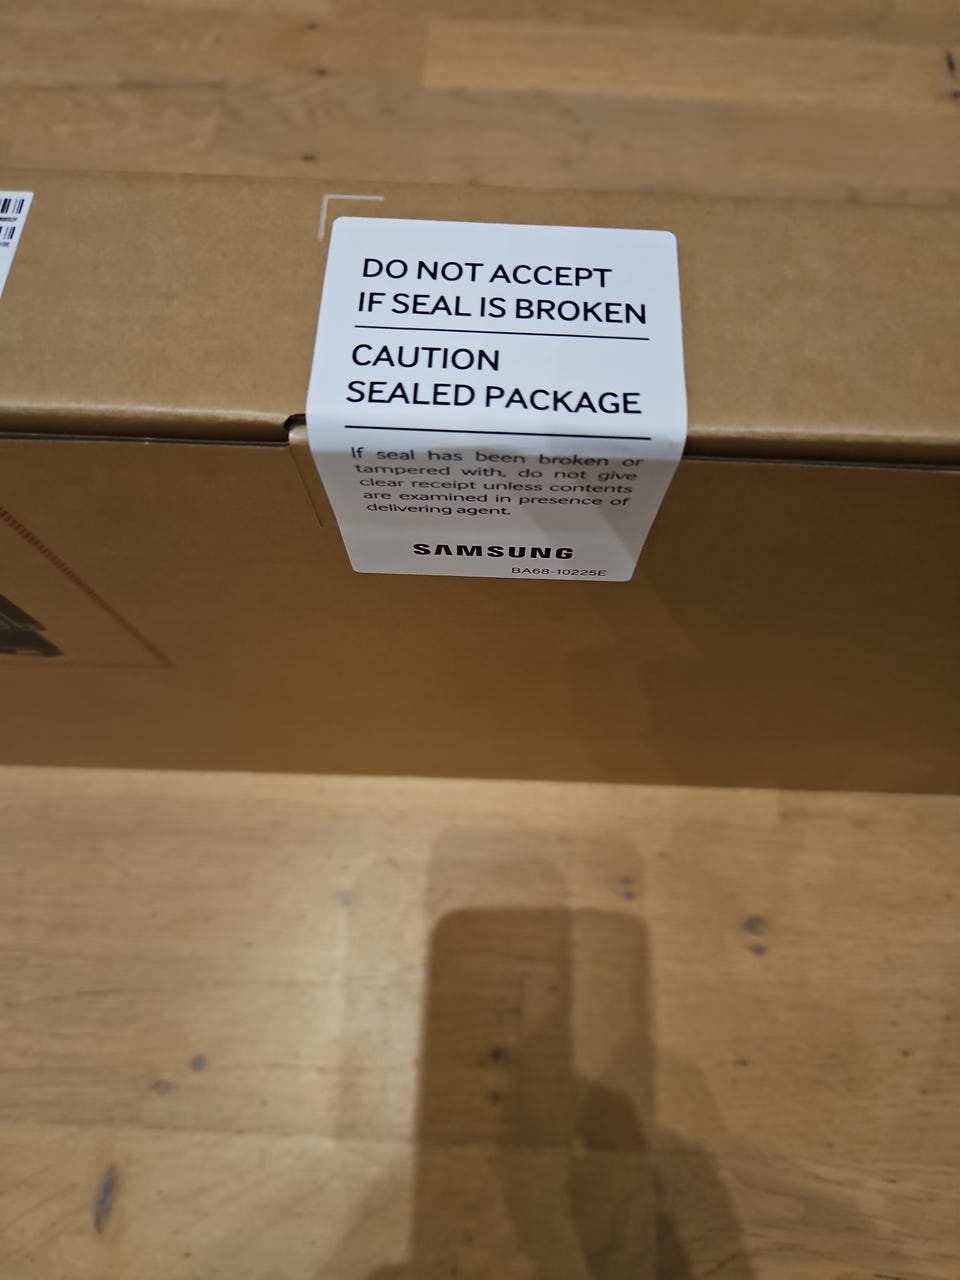 DO NOT ACCEPT
IF SEAL IS BROKEN
CAUTION
SEALED PACKAGE
If seal has been broken or
tampered with, do not give
clear receipt unless contents
are examined in presence of
delivering agent.
SAMSUNG
BA68-10225E